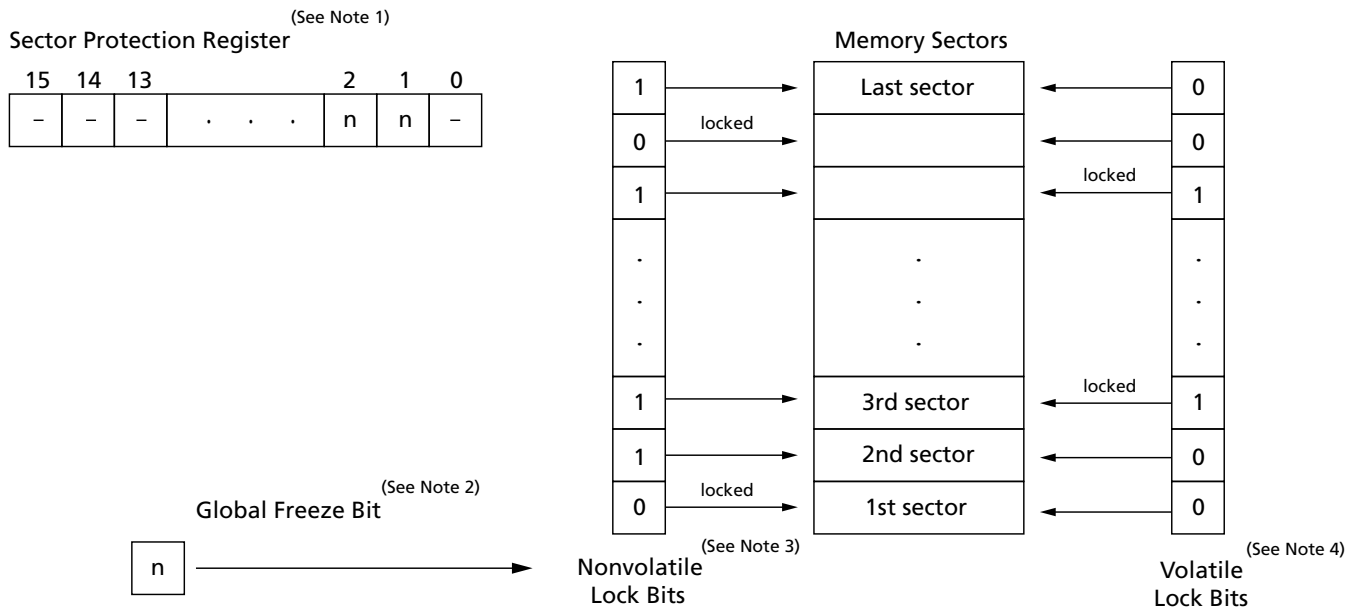 (See Note 1)
Sector Protection Register
15 14 13 2 1 0
– – – . . . n n –
Memory Sectors
1 Last sector 0
0 locked 0
1 locked 1
. . .
. . .
. . .
1 3rd sector locked 1
1 2nd sector 0
0 locked 1st sector 0
Global Freeze Bit (See Note 2)
n
Nonvolatile Lock Bits (See Note 3)
Volatile Lock Bits (See Note 4)